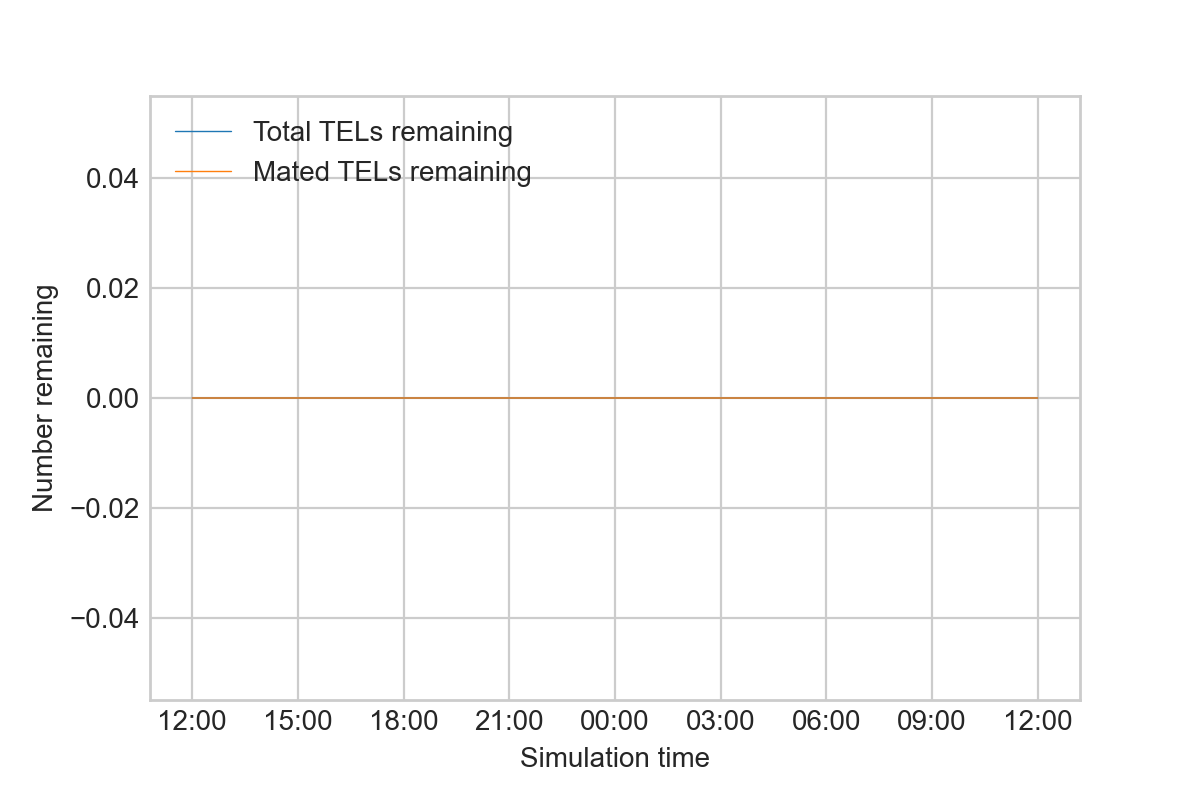 Total TELs remaining
Mated TELs remaining
0.04
0.02
0.00
−0.02
−0.04
Number remaining
12:00 15:00 18:00 21:00 00:00 03:00 06:00 09:00 12:00
Simulation time